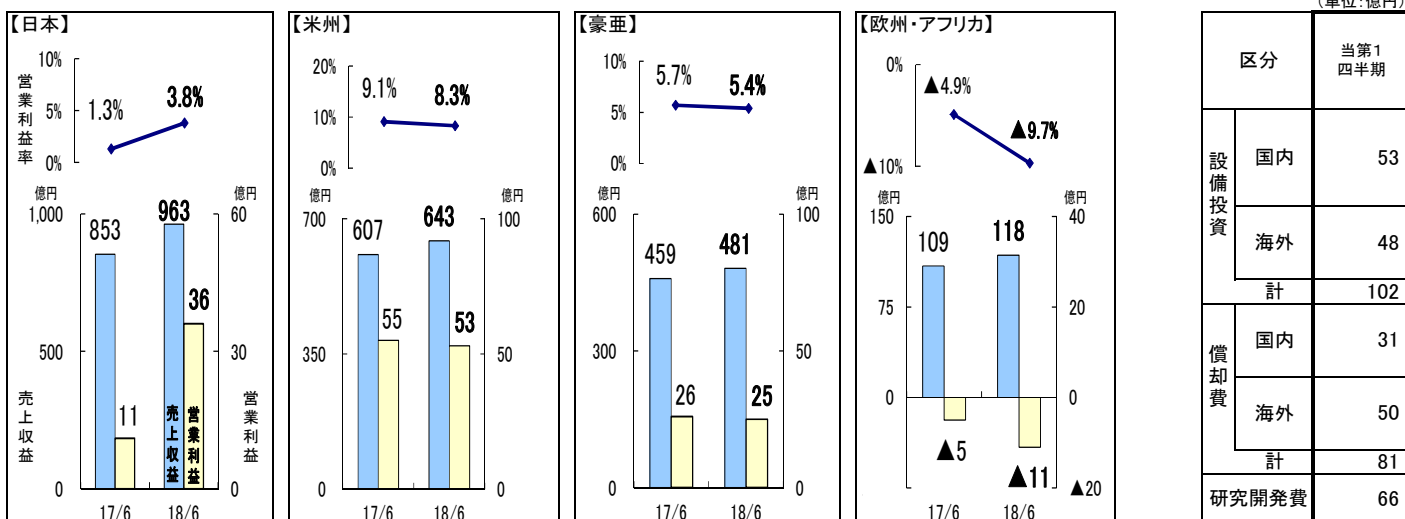 【日本】
10%
5%
0%
営業利益率
1.3%
3.8%
億円
億円
1,000
500
0
60
30
0
853
963
11
36
売上収益
営業利益
売上収益
営業利益
17/6
18/6
【米州】
20%
10%
0%
9.1%
8.3%
億円
億円
700
350
0
100
50
0
607
643
55
53
17/6
18/6
【豪亜】
10%
5%
0%
5.7%
5.4%
億円
600
300
0
100
50
0
459
481
26
25
17/6
18/6
【欧州・アフリカ】
0%
▲10%
▲4.9%
▲9.7%
億円
億円
150
75
0
40
20
0
▲20
109
118
▲5
▲11
17/6
18/6
(単位:億円)
区分
当第1
四半期
設備投資
国内
53
海外
48
計
102
償却費
国内
31
海外
50
計
81
研究開発費
66